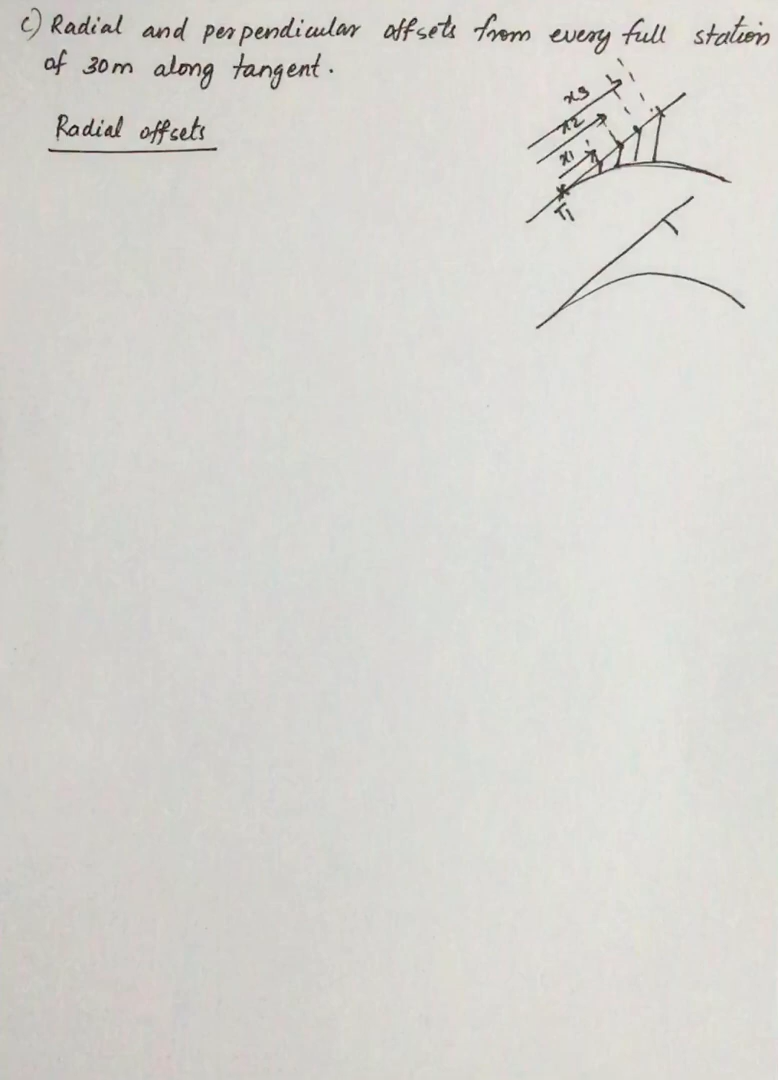 c) Radial and perpendicular offsets from every full station
of 30m along tangent.
Radial offsets
x3
x2
x1
T1